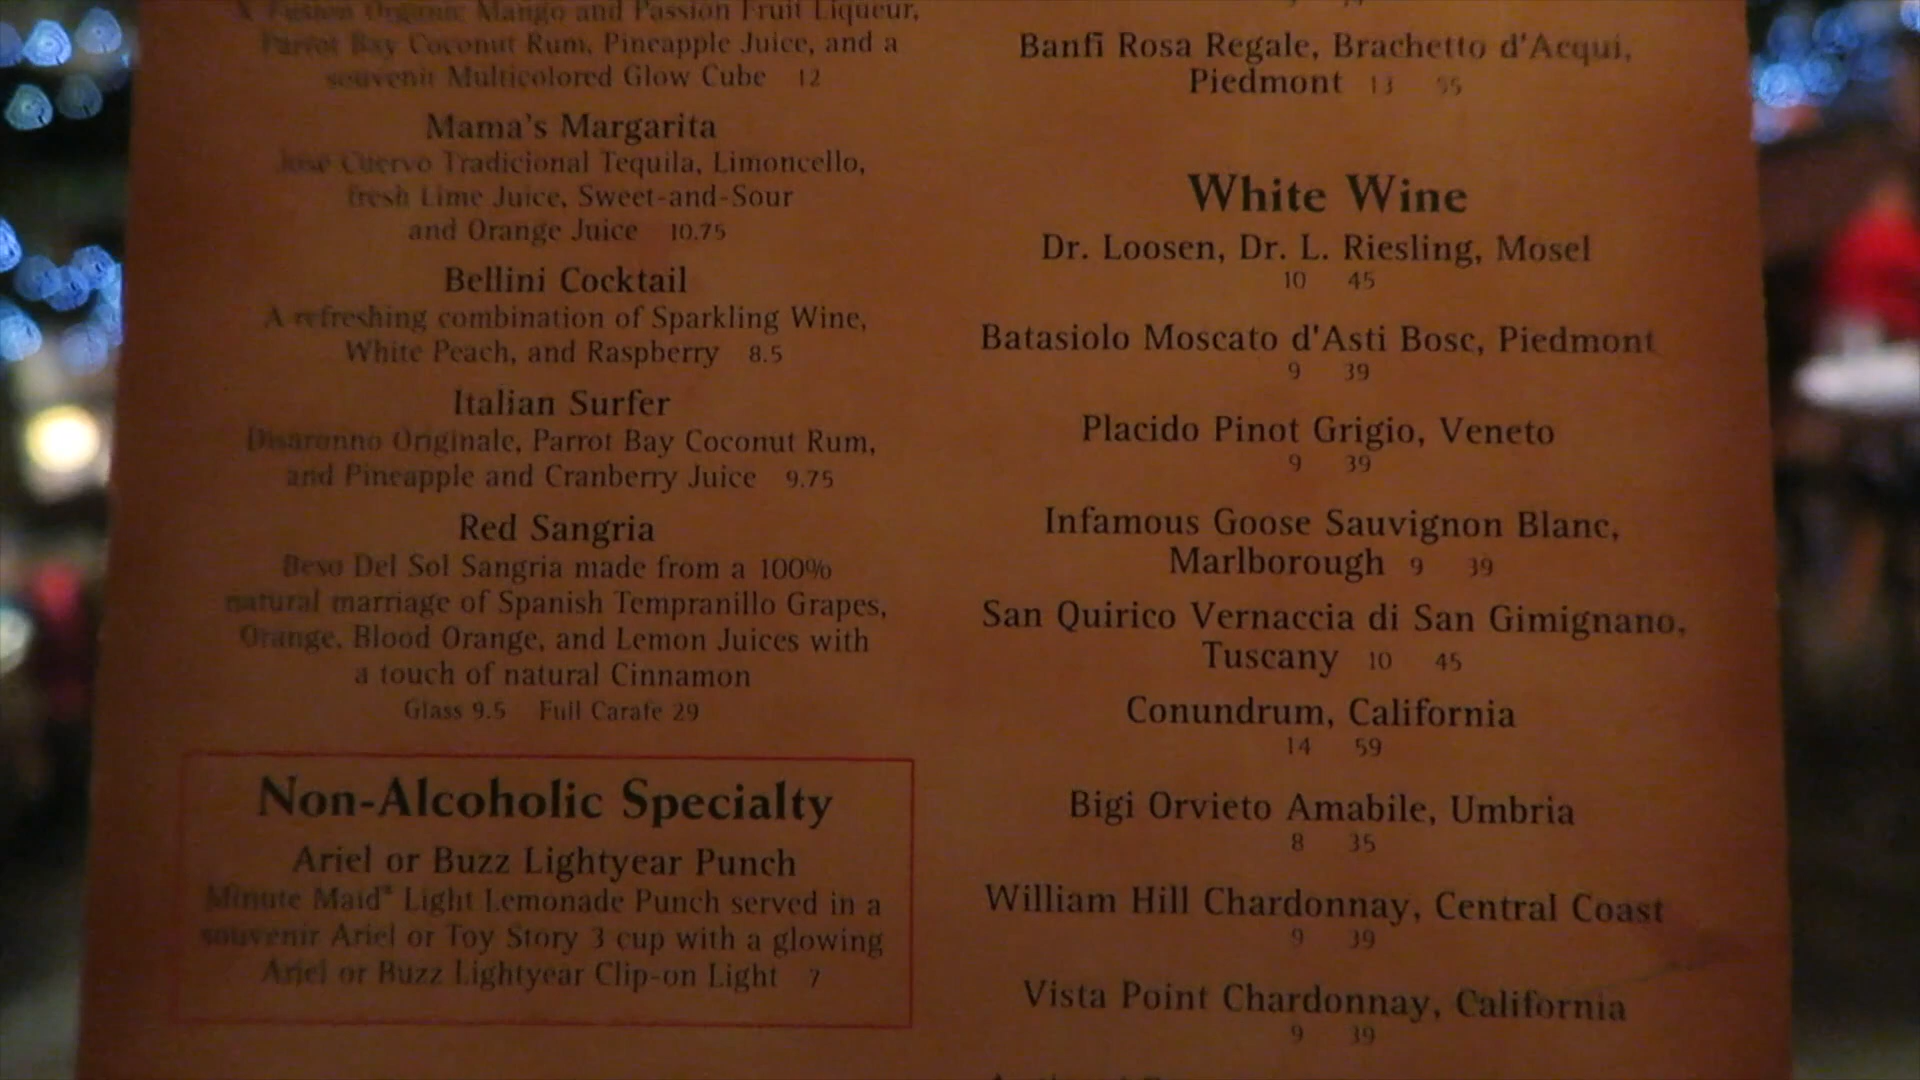 X Fusion Organic Mango and Passion Fruit Liqueur,
Parrot Bay Coconut Rum, Pineapple Juice, and a
souvenir Multicolored Glow Cube 12
Mama's Margarita
Jose Cuervo Tradicional Tequila, Limoncello,
fresh Lime Juice, Sweet-and-Sour
and Orange Juice 10.75
Bellini Cocktail
A refreshing combination of Sparkling Wine,
White Peach, and Raspberry 8.5
Italian Surfer
Disaronno Originale, Parrot Bay Coconut Rum,
and Pineapple and Cranberry Juice 9.75
Red Sangria
Beso Del Sol Sangria made from a 100%
natural marriage of Spanish Tempranillo Grapes,
Orange, Blood Orange, and Lemon Juices with
a touch of natural Cinnamon
Glass 9.5 Full Carafe 29
Non-Alcoholic Specialty
Ariel or Buzz Lightyear Punch
Minute Maid® Light Lemonade Punch served in a
souvenir Ariel or Toy Story 3 cup with a glowing
Ariel or Buzz Lightyear Clip-on Light 7
Banfi Rosa Regale, Brachetto d'Acqui,
Piedmont 13 55
White Wine
Dr. Loosen, Dr. L. Riesling, Mosel
10 45
Batasiolo Moscato d'Asti Bosc, Piedmont
9 39
Placido Pinot Grigio, Veneto
9 39
Infamous Goose Sauvignon Blanc,
Marlborough 9 39
San Quirico Vernaccia di San Gimignano,
Tuscany 10 45
Conundrum, California
14 59
Bigi Orvieto Amabile, Umbria
8 35
William Hill Chardonnay, Central Coast
9 39
Vista Point Chardonnay, California
9 39